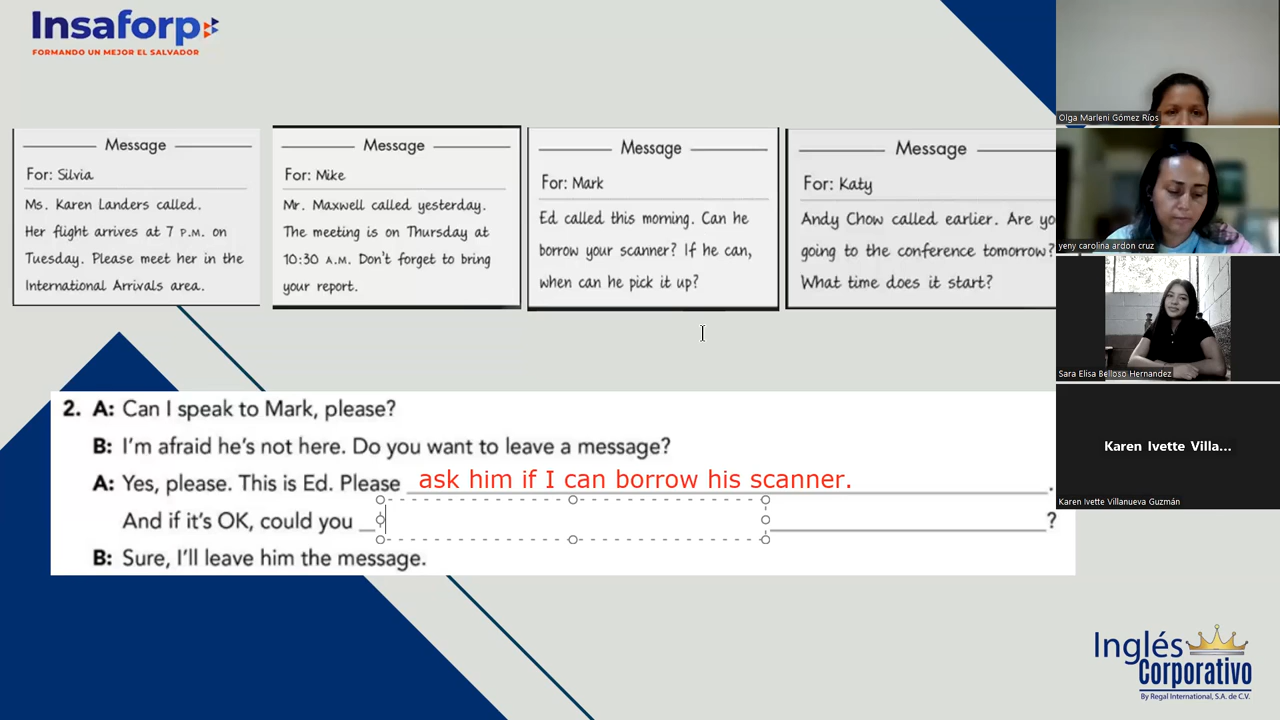 Insaforp
FORMANDO UN MEJOR EL SALVADOR
Message
For: Silvia
Ms. Karen Landers called.
Her flight arrives at 7 P.M. on
Tuesday. Please meet her in the
International Arrivals area.
Message
For: Mike
Mr. Maxwell called yesterday.
The meeting is on Thursday at
10:30 A.M. Don't forget to bring
your report.
Message
For: Mark
Ed called this morning. Can he
borrow your scanner? If he can,
when can he pick it up?
Message
For: Katy
Andy Chow called earlier. Are yo
going to the conference tomorrow?
What time does it start?
2. A: Can I speak to Mark, please?
B: I'm afraid he's not here. Do you want to leave a message?
A: Yes, please. This is Ed. Please ask him if I can borrow his scanner. .
And if it's OK, could you ?
B: Sure, I'll leave him the message.
Olga Marleni Gómez Ríos
yeny carolina ardon cruz
Sara Elisa Belloso Hernandez
Karen Ivette Villa...
Karen Ivette Villanueva Guzmán
Inglés
Corporativo
By Regal International, S.A. de C.V.